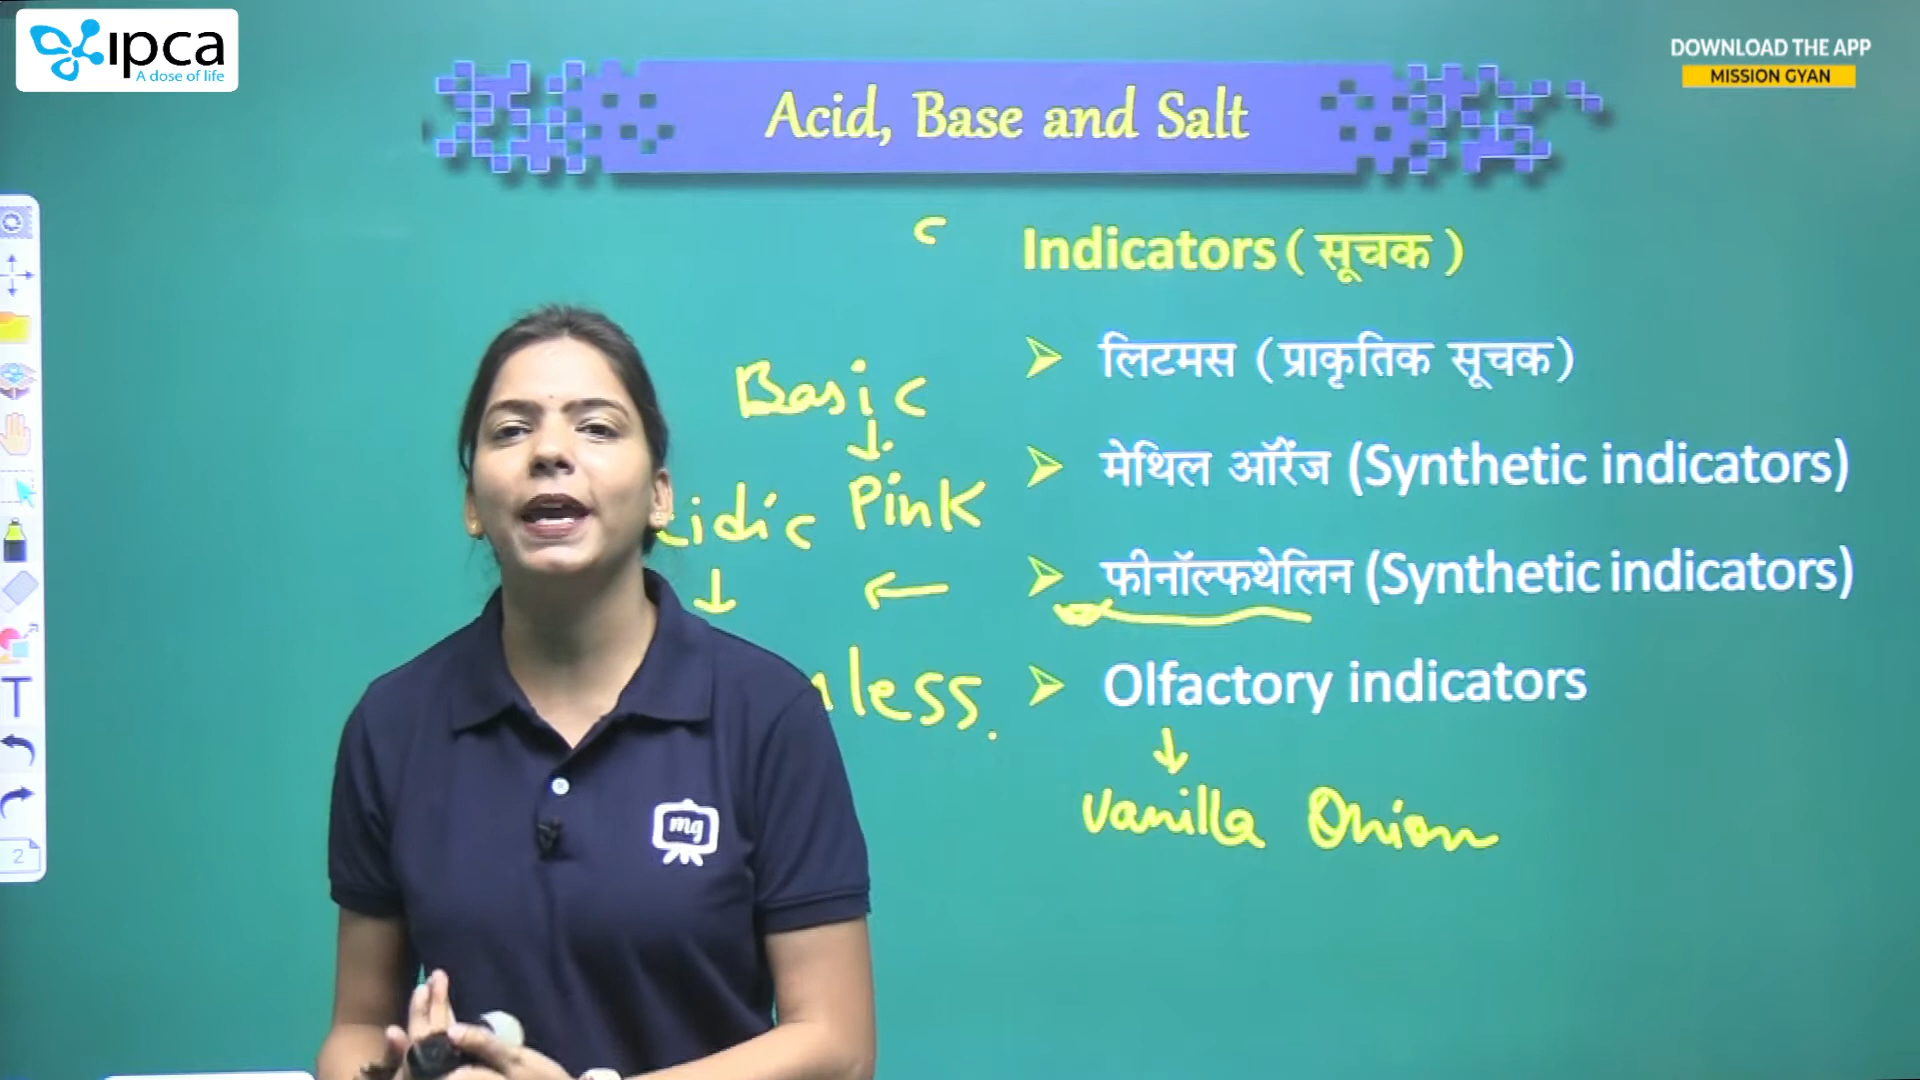 ipca
A dose of life
DOWNLOAD THE APP
MISSION GYAN
Acid, Base and Salt
Indicators ( सूचक )
लिटमस (प्राकृतिक सूचक)
Basic
मेथिल ऑरेंज (Synthetic indicators)
Pink
फीनॉल्फथेलिन (Synthetic indicators)
Olfactory indicators
Vanilla Onion
mg
T
2